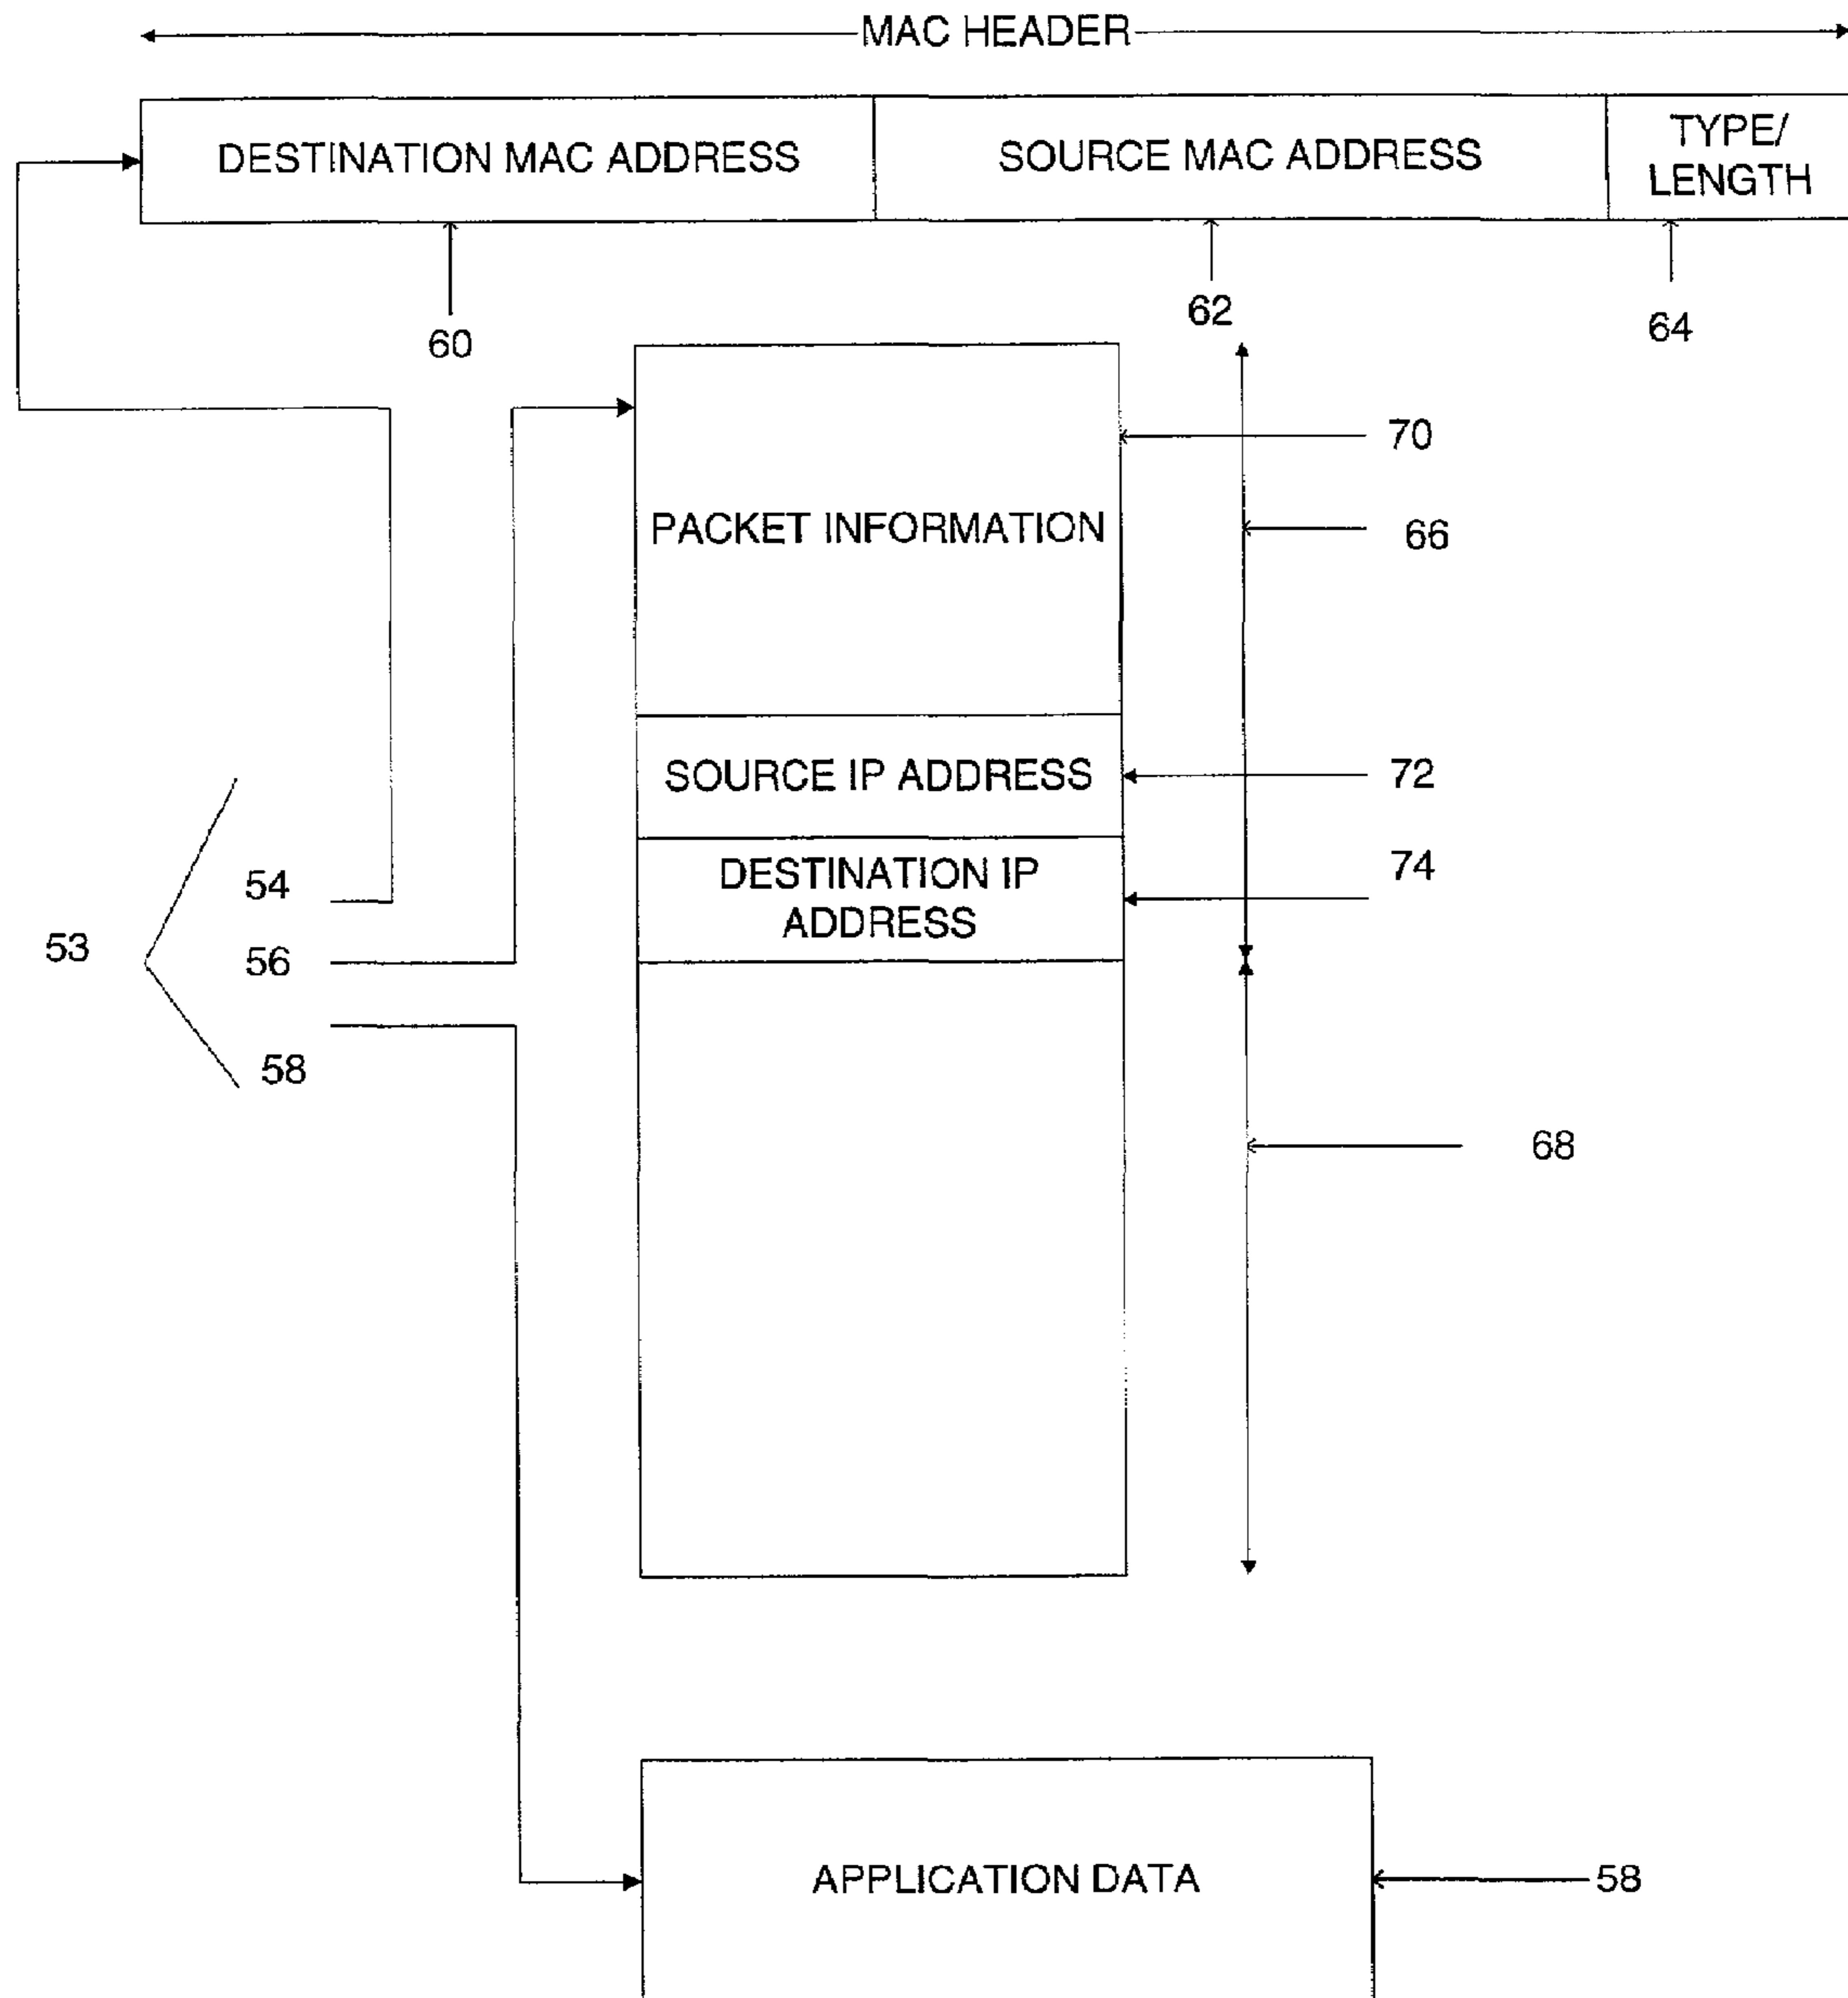 MAC HEADER
DESTINATION MAC ADDRESS
SOURCE MAC ADDRESS
TYPE/
LENGTH
60
62
64
70
PACKET INFORMATION
66
SOURCE IP ADDRESS
72
DESTINATION IP
ADDRESS
74
53
54
56
58
68
APPLICATION DATA
58